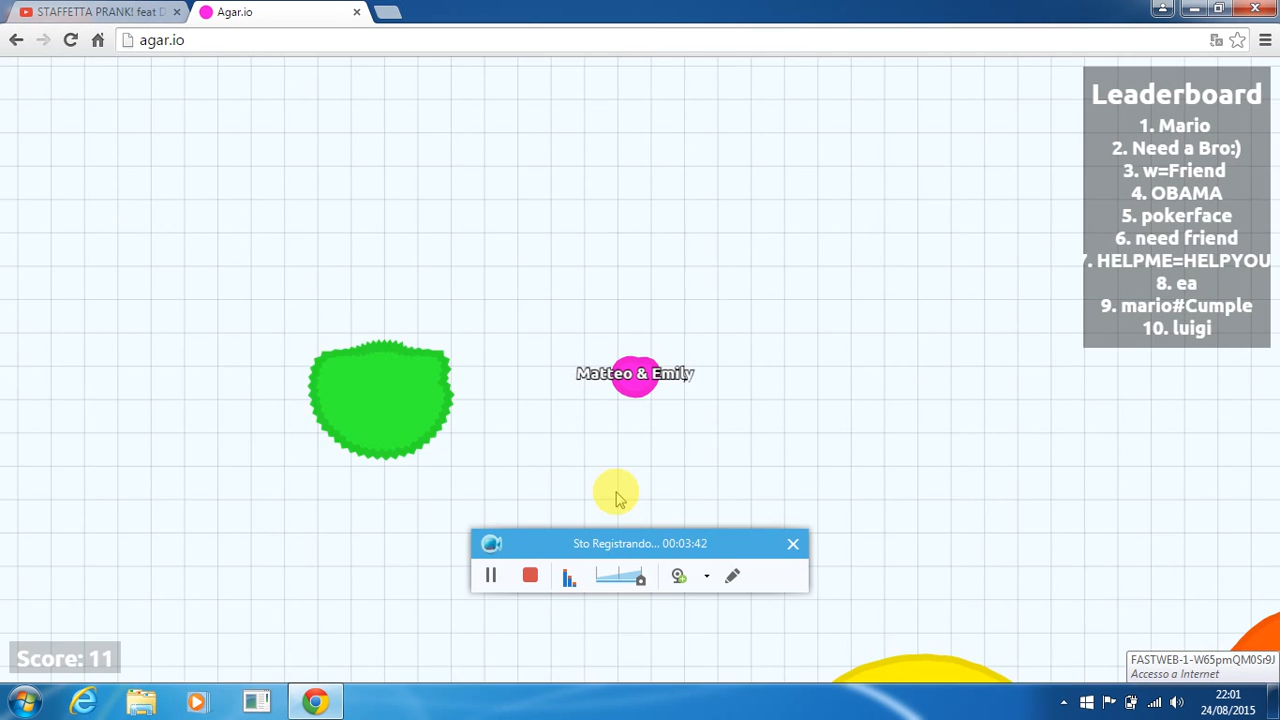 STAFFETTA PRANK! feat D
Agar.io
agar.io
Leaderboard
1. Mario
2. Need a Bro:)
3. w=Friend
4. OBAMA
5. pokerface
6. need friend
7. HELPME=HELPYOU
8. ea
9. mario#Cumple
10. luigi
Matteo & Emily
Sto Registrando... 00:03:42
Score: 11
FASTWEB-1-W65pmQM0Sr9J
Accesso a Internet
22:01
24/08/2015